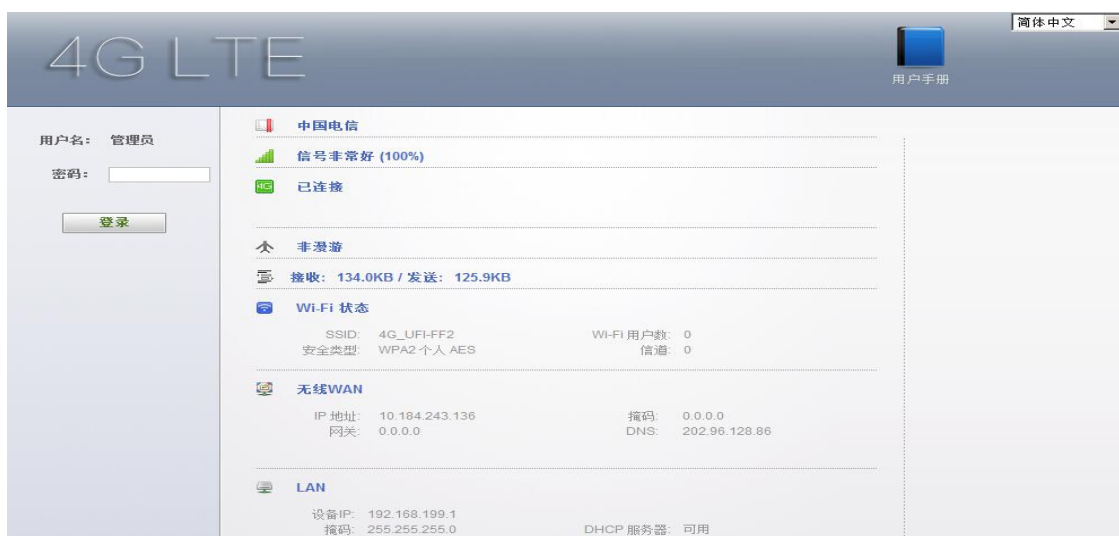 简体中文
4G LTE
用户手册
用户名： 管理员
密码：
登录
中国电信
信号非常好 (100%)
4G 已连接
非漫游
接收： 134.0KB / 发送： 125.9KB
Wi-Fi 状态
SSID: 4G_UFI-FF2 Wi-Fi 用户数: 0
安全类型: WPA2 个人 AES 信道: 0
无线WAN
IP 地址: 10.184.243.136 掩码: 0.0.0.0
网关: 0.0.0.0 DNS: 202.96.128.86
LAN
设备IP: 192.168.199.1
掩码: 255.255.255.0 DHCP 服务器: 可用